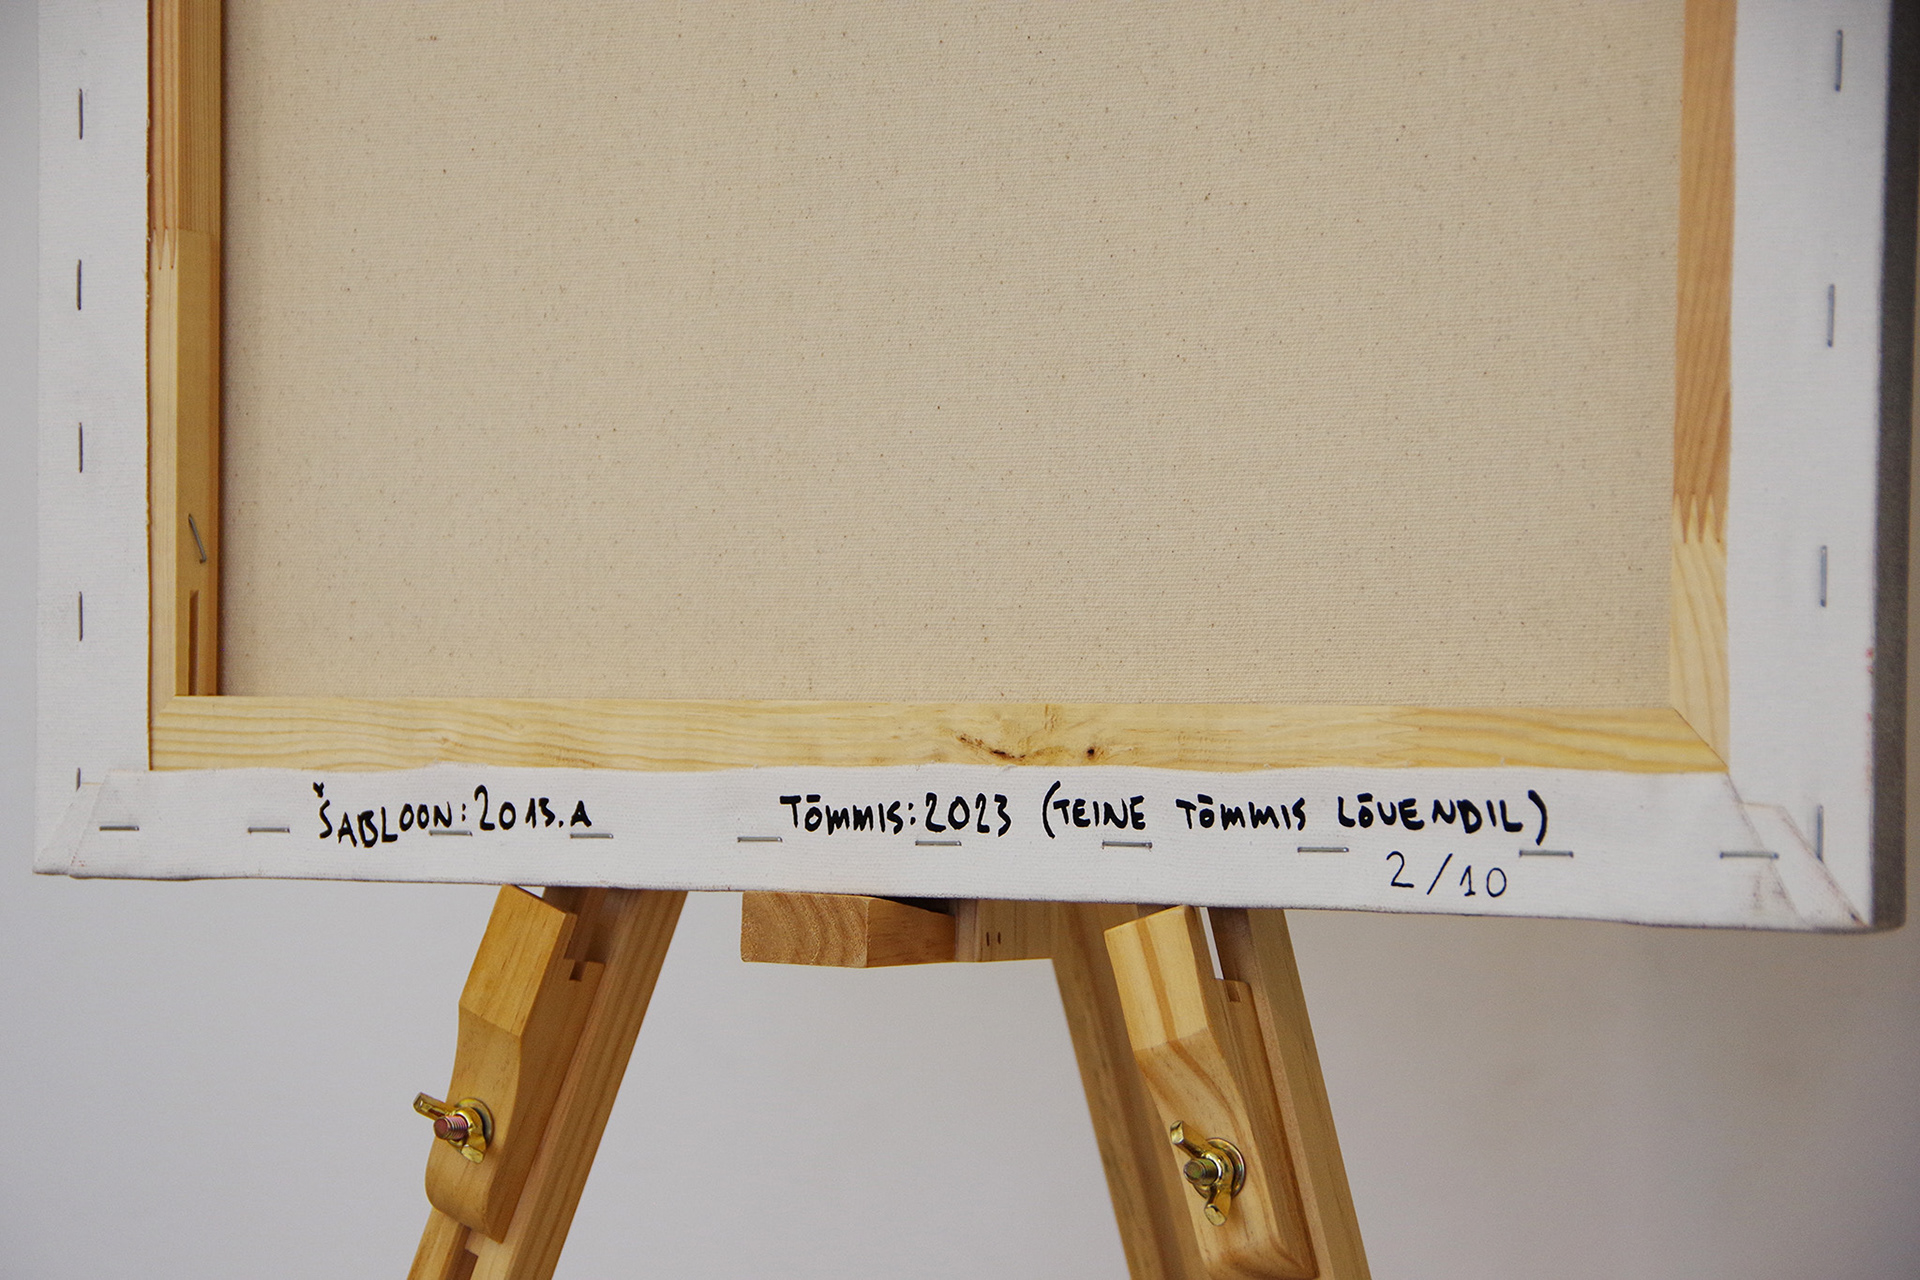 ŠABLOON: 2013.A TÕMMIS: 2023 (TEINE TÕMMIS LÕUENDIL)
2/10